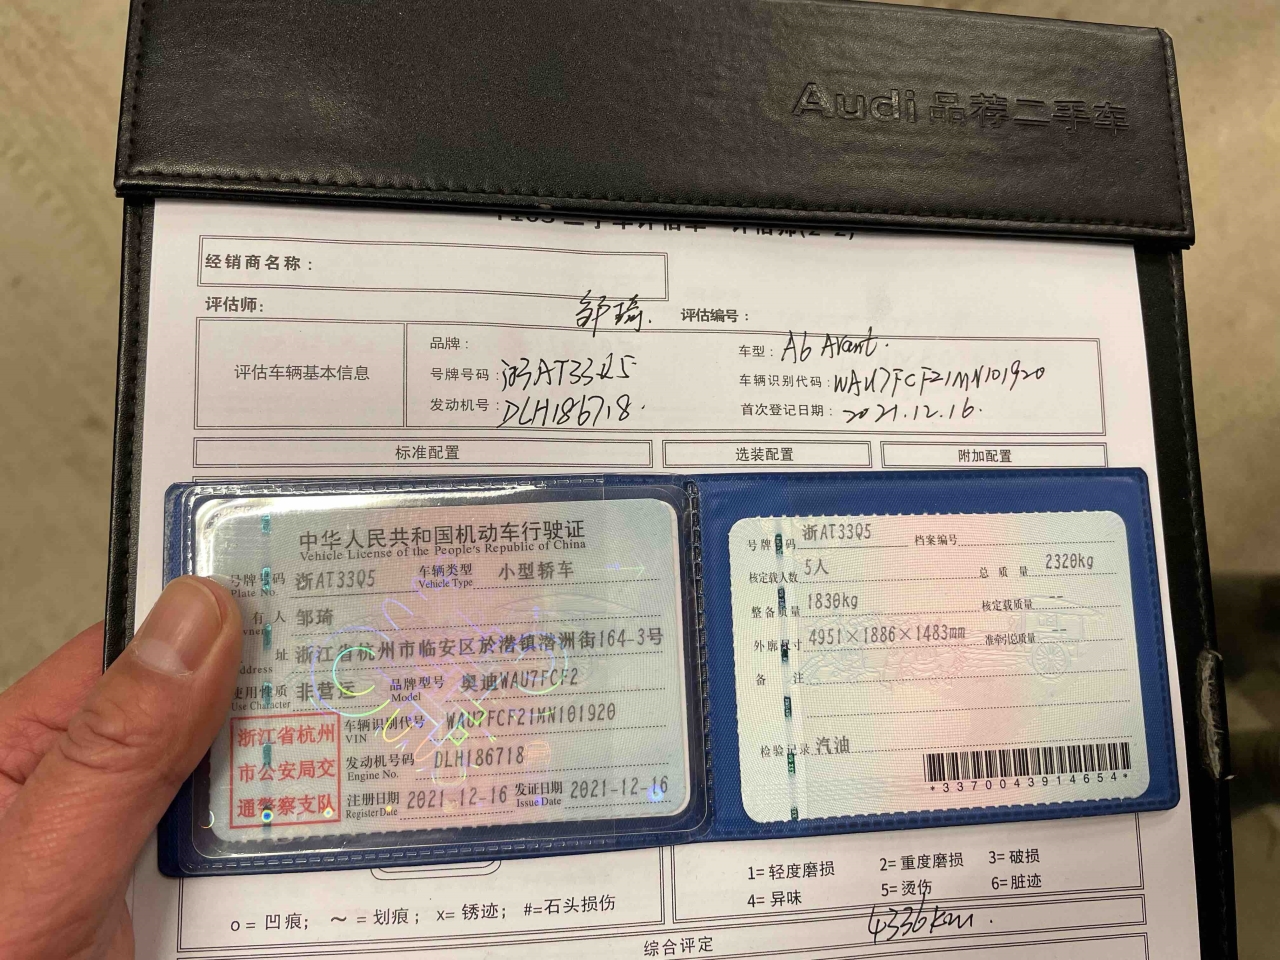 Audi 品荐二手车
经销商名称：
评估师： 邹琦. 评估编号：
评估车辆基本信息
品牌： 车型： A6 Avant.
号牌号码： 浙AT33Q5 车辆识别代码： WAU7FCF21MN101920
发动机号： DLH186718. 首次登记日期： 2021.12.16.
标准配置 选装配置 附加配置
中华人民共和国机动车行驶证
Vehicle License of the People's Republic of China
号牌号码 浙AT33Q5 车辆类型 小型轿车
Plate No. Vehicle Type
有人 邹琦
址 浙江省杭州市临安区於潜镇潜洲街164-3号
使用性质 非营运 品牌型号 奥迪WAU7FCF2
Use Character Model
浙江省杭州
市公安局交
通警察支队
车辆识别代号 WAU7FCF21MN101920
VIN
发动机号码 DLH186718
Engine No.
注册日期 2021-12-16 发证日期 2021-12-16
Register Date Issue Date
号牌号码 浙AT33Q5 档案编号
核定载人数 5人 总质量 2320kg
整备质量 1830kg 核定载质量 --
外廓尺寸 4951×1886×1483mm 准牵引总质量 --
备注
检验记录 汽油
*3370043914654*
o= 凹痕； ～ = 划痕； x= 锈迹； #=石头损伤
1= 轻度磨损 2= 重度磨损 3= 破损
4= 异味 5= 烫伤 6= 脏迹
4336km.
综合评定